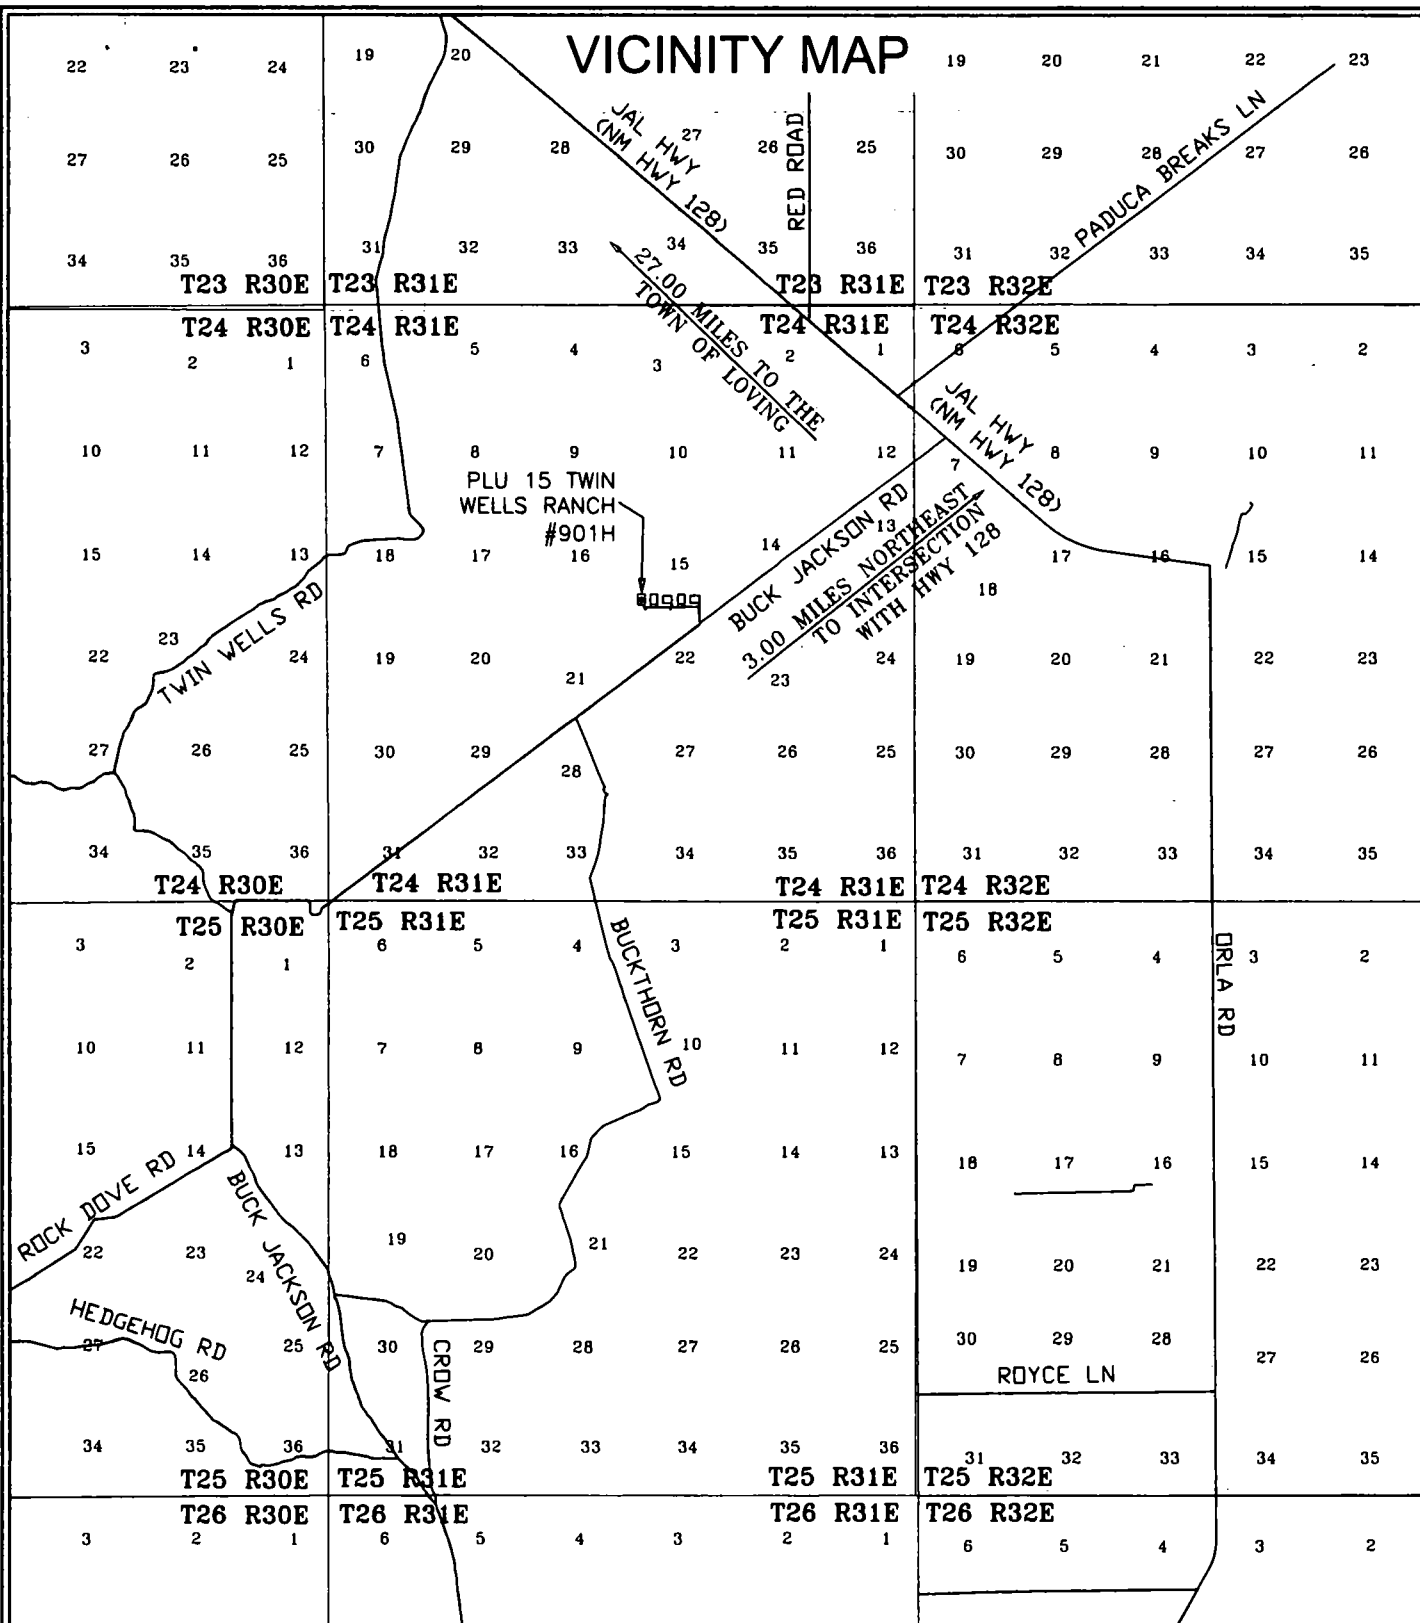 VICINITY MAP
22 23 24 19 20 19 20 21 22 23
JAL HWY
(NM HWY 128)
RED ROAD
PADUCA BREAKS LN
27 26 25 30 29 28 27 26 25 30 29 28 27 26
34 35 36 31 32 33 34 35 36 31 32 33 34 35
T23 R30E T23 R31E T23 R31E T23 R32E
T24 R30E T24 R31E T24 R31E T24 R32E
27.00 MILES TO THE
TOWN OF LOVING
3 2 1 6 5 4 3 2 1 6 5 4 3 2
JAL HWY
(NM HWY 128)
10 11 12 7 8 9 10 11 12 7 8 9 10 11
PLU 15 TWIN
WELLS RANCH
#901H
BUCK JACKSON RD
3.00 MILES NORTHEAST
TO INTERSECTION
WITH HWY 128
15 14 13 18 17 16 15 14 13 18 17 16 15 14
TWIN WELLS RD
22 23 24 19 20 21 22 23 24 19 20 21 22 23
27 26 25 30 29 28 27 26 25 30 29 28 27 26
34 35 36 31 32 33 34 35 36 31 32 33 34 35
T24 R30E T24 R31E T24 R31E T24 R32E
T25 R30E T25 R31E T25 R31E T25 R32E
3 2 1 6 5 4 3 2 1 6 5 4 3 2
BUCKTHORN RD
ORLA RD
10 11 12 7 8 9 10 11 12 7 8 9 10 11
15 14 13 18 17 16 15 14 13 18 17 16 15 14
ROCK DOVE RD
BUCK JACKSON RD
22 23 24 19 20 21 22 23 24 19 20 21 22 23
HEDGEHOG RD
27 26 25 30 29 28 27 26 25 30 29 28 27 26
CROW RD
ROYCE LN
34 35 36 31 32 33 34 35 36 31 32 33 34 35
T25 R30E T25 R31E T25 R31E T25 R32E
T26 R30E T26 R31E T26 R31E T26 R32E
3 2 1 6 5 4 3 2 1 6 5 4 3 2